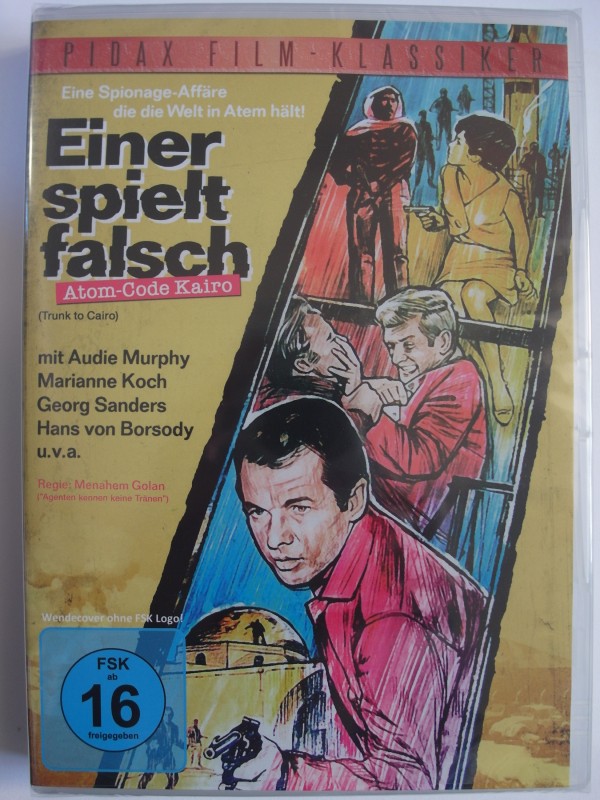 PIDAX FILM-KLASSIKER
Eine Spionage-Affäre
die die Welt in Atem hält!
Einer
spielt
falsch
Atom-Code Kairo
(Trunk to Cairo)
mit Audie Murphy
Marianne Koch
Georg Sanders
Hans von Borsody
u.v.a.
Regie: Menahem Golan
("Agenten kennen keine Tränen")
Wendecover ohne FSK Logo!
FSK
ab
16
freigegeben